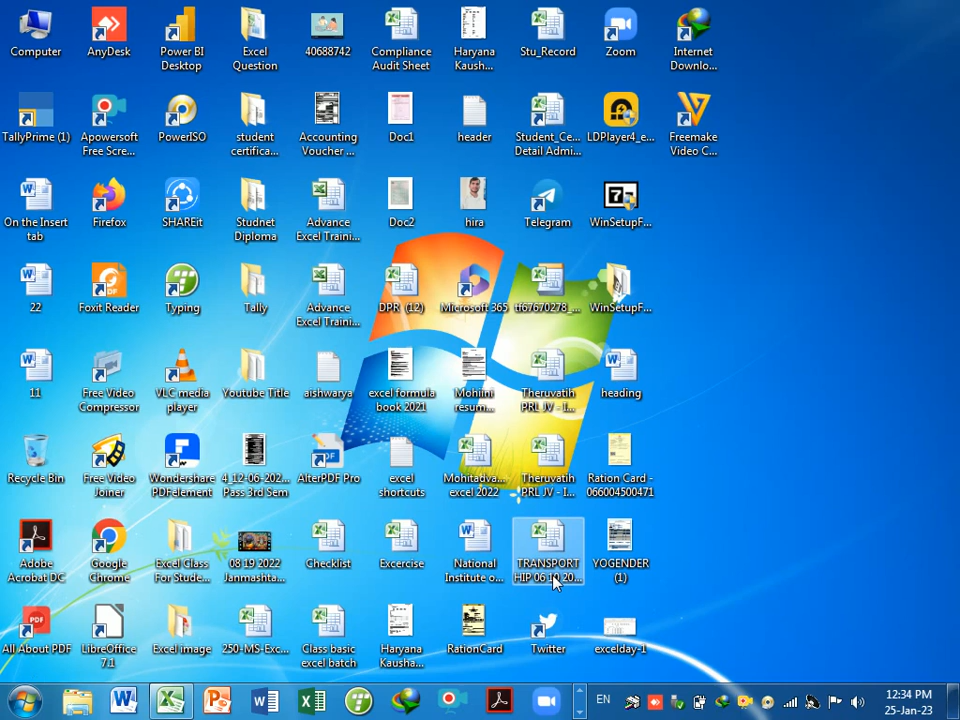 Computer
AnyDesk
Power BI
Desktop
Excel
Question
40688742
Compliance
Audit Sheet
Haryana
Kaush...
Stu_Record
Zoom
Internet
Downlo...
TallyPrime (1)
Apowersoft
Free Scre...
PowerISO
student
certifica...
Accounting
Voucher ...
Doc1
header
Student_Ce...
Detail Admi...
LDPlayer4_e...
Freemake
Video C...
On the Insert
tab
Firefox
SHAREit
Studnet
Diploma
Advance
Excel Traini...
Doc2
hira
Telegram
WinSetupF...
22
Foxit Reader
Typing
Tally
Advance
Excel Traini...
DPR (12)
Microsoft 365
tf67670278_...
WinSetupF...
11
Free Video
Compressor
VLC media
player
Youtube Title
aishwarya
excel formula
book 2021
Mohiini
resum...
Theruvatih
PRL JV - I...
heading
Recycle Bin
Free Video
Joiner
Wondershare
PDFelement
4_12-06-202...
Pass 3rd Sem
AlterPDF Pro
excel
shortcuts
Mohitadva...
excel 2022
Theruvatih
PRL JV - I...
Ration Card -
066004500471
Adobe
Acrobat DC
Google
Chrome
Excel Class
For Stude...
08 19 2022
Janmashta...
Checklist
Excercise
National
Institute o...
TRANSPORT
HIP 06 10 20...
YOGENDER
(1)
All About PDF
LibreOffice
7.1
Excel image
250-MS-Exc...
Class basic
excel batch
Haryana
Kausha...
RationCard
Twitter
excelday-1
EN
12:34 PM
25-Jan-23